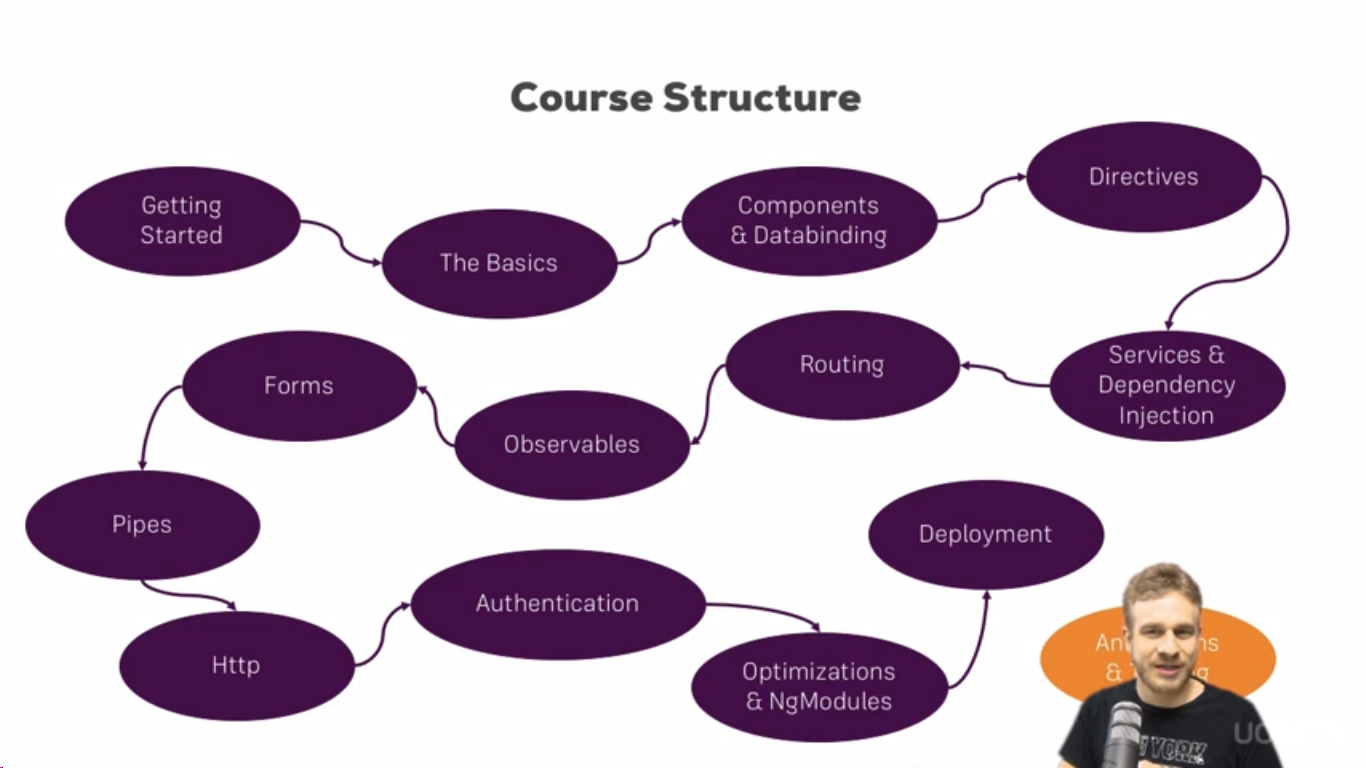 Course Structure
Getting
Started
The Basics
Components
& Databinding
Directives
Services &
Dependency
Injection
Routing
Observables
Forms
Pipes
Http
Authentication
Optimizations
& NgModules
Deployment
&
YORK